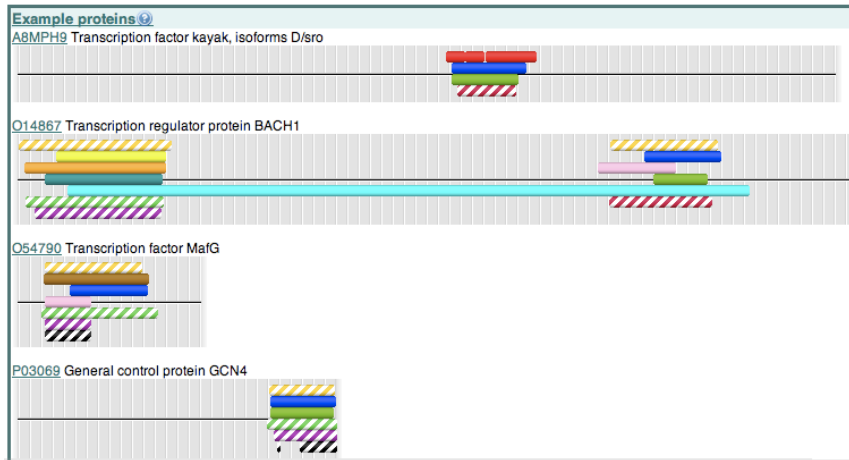 Example proteins?
A8MPH9 Transcription factor kayak, isoforms D/sro
O14867 Transcription regulator protein BACH1
O54790 Transcription factor MafG
P03069 General control protein GCN4